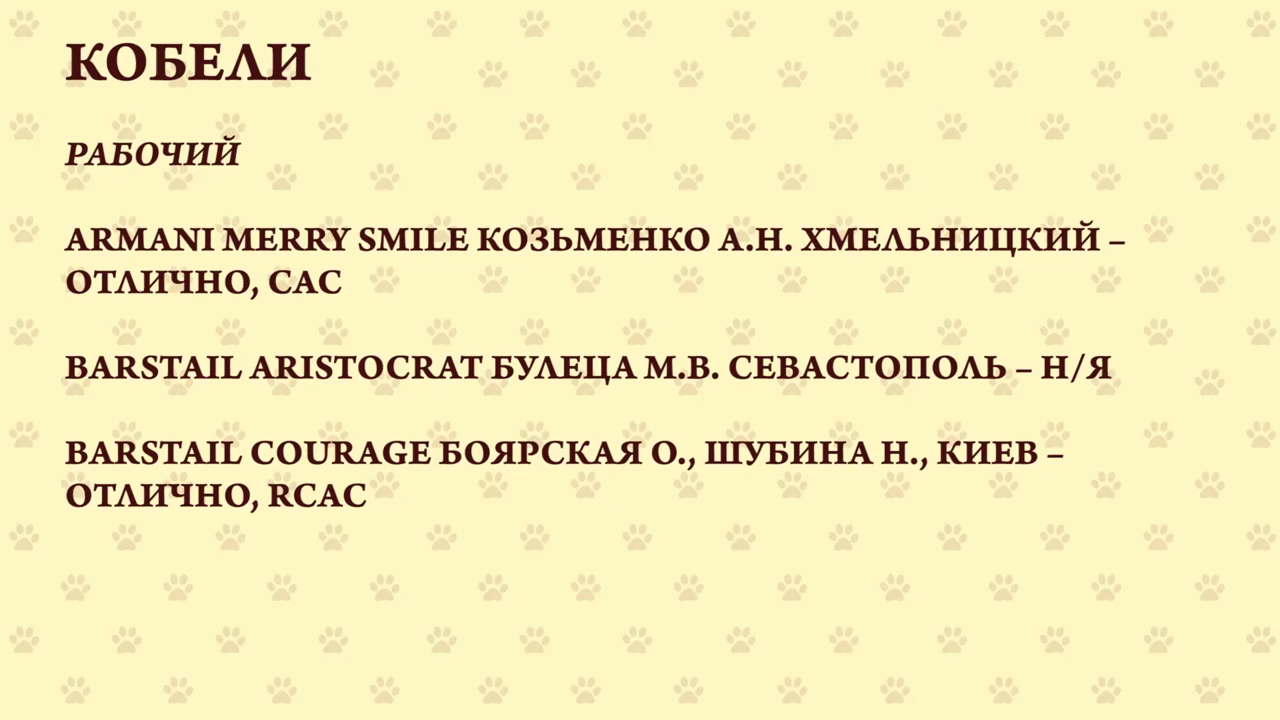 КОБЕЛИ
РАБОЧИЙ
ARMANI MERRY SMILE КОЗЬМЕНКО А.Н. ХМЕЛЬНИЦКИЙ –
ОТЛИЧНО, САС
BARSTAIL ARISTOCRAT БУЛЕЦА М.В. СЕВАСТОПОЛЬ – Н/Я
BARSTAIL COURAGE БОЯРСКАЯ О., ШУБИНА Н., КИЕВ –
ОТЛИЧНО, RCAC